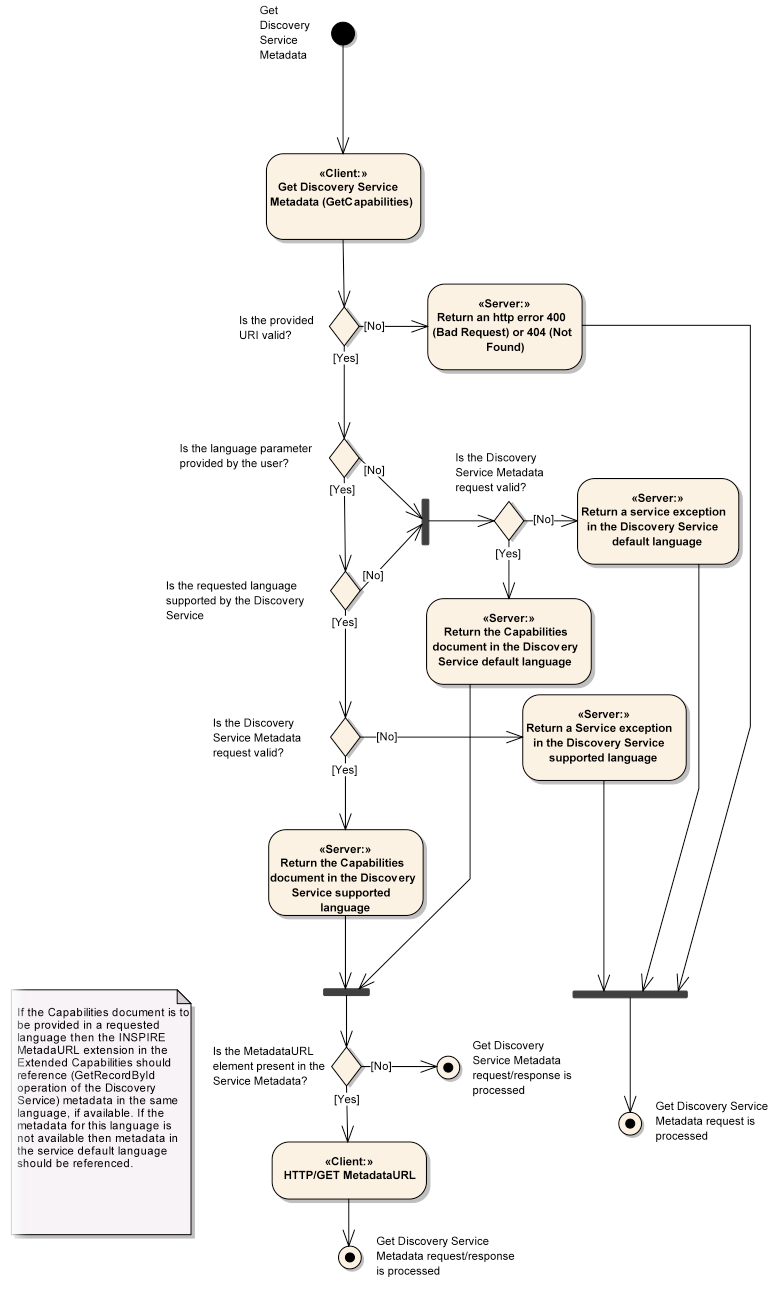 Get
Discovery
Service
Metadata
«Client:»
Get Discovery Service
Metadata (GetCapabilities)
Is the provided
URI valid?
[No]
[Yes]
«Server:»
Return an http error 400
(Bad Request) or 404 (Not
Found)
Is the language parameter
provided by the user?
[No]
[Yes]
Is the Discovery
Service Metadata
request valid?
[No]
[Yes]
«Server:»
Return a service exception
in the Discovery Service
default language
Is the requested language
supported by the Discovery
Service
[No]
[Yes]
«Server:»
Return the Capabilities
document in the Discovery
Service default language
Is the Discovery
Service Metadata
request valid?
[No]
[Yes]
«Server:»
Return a Service exception
in the Discovery Service
supported language
«Server:»
Return the Capabilities
document in the Discovery
Service supported
language
If the Capabilities document is to
be provided in a requested
language then the INSPIRE
MetadaURL extension in the
Extended Capabilities should
reference (GetRecordById
operation of the Discovery
Service) metadata in the same
language, if available. If the
metadata for this language is
not available then metadata in
the service default language
should be referenced.
Is the MetadataURL
element present in the
Service Metadata?
[No]
[Yes]
Get Discovery
Service Metadata
request/response is
processed
Get Discovery Service
Metadata request is
processed
«Client:»
HTTP/GET MetadataURL
Get Discovery Service
Metadata request/response
is processed